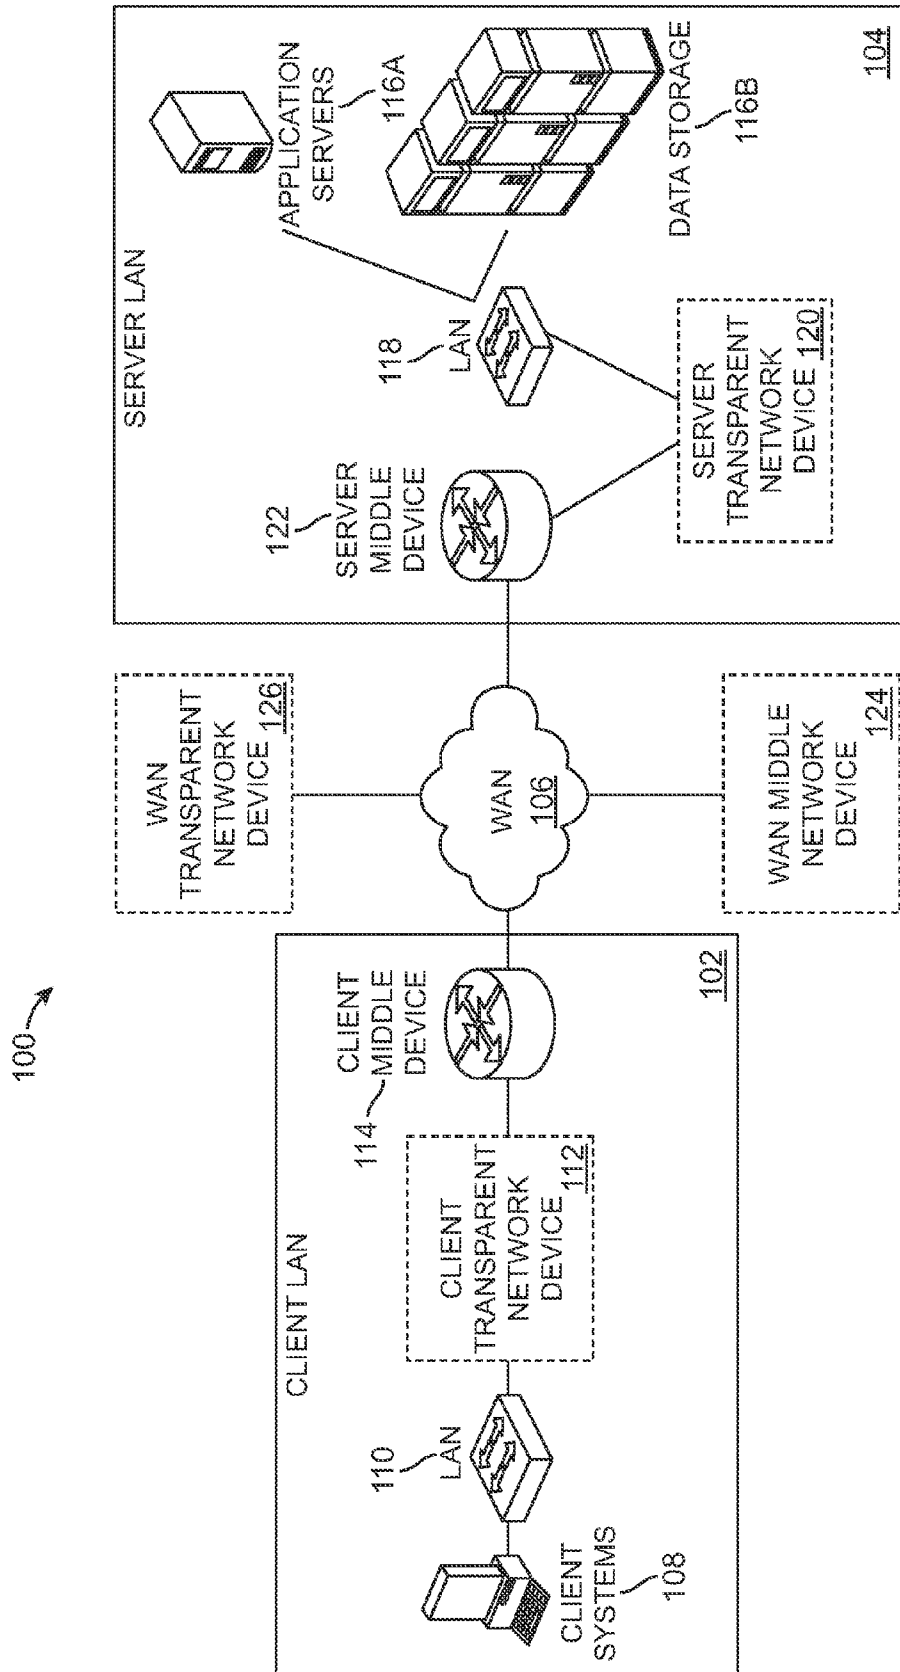 100
CLIENT LAN
CLIENT
SYSTEMS
108
110
LAN
CLIENT
TRANSPARENT
NETWORK
DEVICE
112
CLIENT
MIDDLE
DEVICE
114
102
WAN
TRANSPARENT
NETWORK
DEVICE 126
WAN
106
WAN MIDDLE
NETWORK
DEVICE
124
SERVER LAN
122
SERVER
MIDDLE
DEVICE
118
LAN
SERVER
TRANSPARENT
NETWORK
DEVICE 120
APPLICATION
SERVERS
116A
DATA STORAGE
116B
104